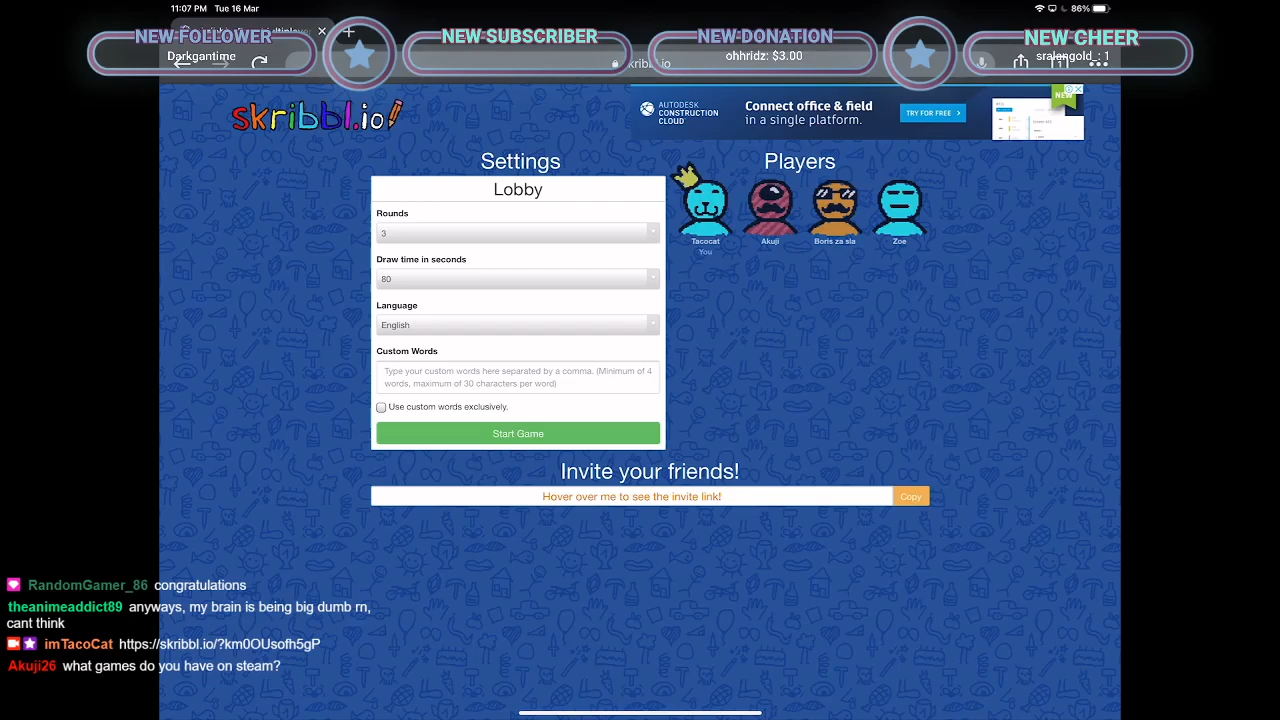 11:07 PM Tue 16 Mar
86%
NEW FOLLOWER
Darkgantime
NEW SUBSCRIBER
NEW DONATION
ohhridz: $3.00
NEW CHEER
skribbl.io
AUTODESK
CONSTRUCTION
CLOUD
Connect office & field
in a single platform.
TRY FOR FREE >
NEW
Settings
Lobby
Rounds
3
Draw time in seconds
80
Language
English
Custom Words
Type your custom words here separated by a comma. (Minimum of 4
words, maximum of 30 characters per word)
Use custom words exclusively.
Start Game
Players
Tacocat
You
Akuji
Boris za sla
Zoe
Invite your friends!
Hover over me to see the invite link!
Copy
RandomGamer_86 congratulations
theanimeaddict89 anyways, my brain is being big dumb rn,
cant think
imTacoCat https://skribbl.io/?km0OUsofh5gP
Akuji26 what games do you have on steam?